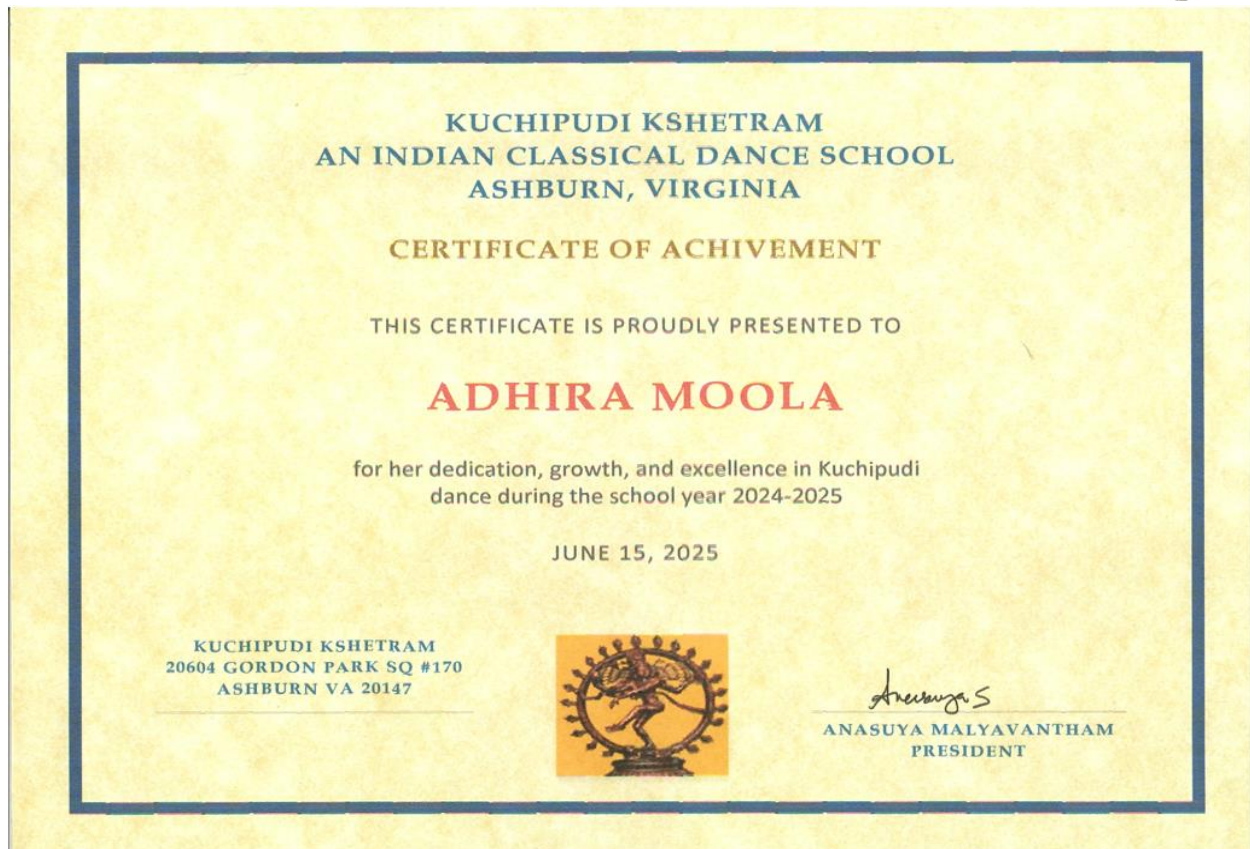 KUCHIPUDI KSHETRAM
AN INDIAN CLASSICAL DANCE SCHOOL
ASHBURN, VIRGINIA
CERTIFICATE OF ACHIVEMENT
THIS CERTIFICATE IS PROUDLY PRESENTED TO
ADHIRA MOOLA
for her dedication, growth, and excellence in Kuchipudi
dance during the school year 2024-2025
JUNE 15, 2025
KUCHIPUDI KSHETRAM
20604 GORDON PARK SQ #170
ASHBURN VA 20147
Anasuya S
ANASUYA MALYAVANTHAM
PRESIDENT